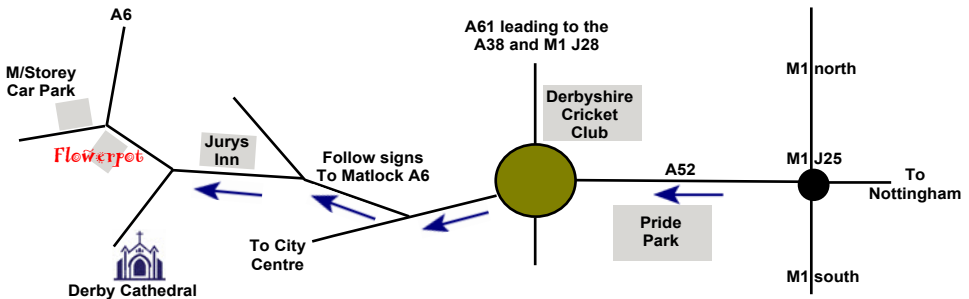 A6
M/Storey
Car Park
Flowerpot
Jurys
Inn
Follow signs
To Matlock A6
To City
Centre
Derby Cathedral
A61 leading to the
A38 and M1 J28
Derbyshire
Cricket
Club
A52
Pride
Park
M1 north
M1 J25
To
Nottingham
M1 south